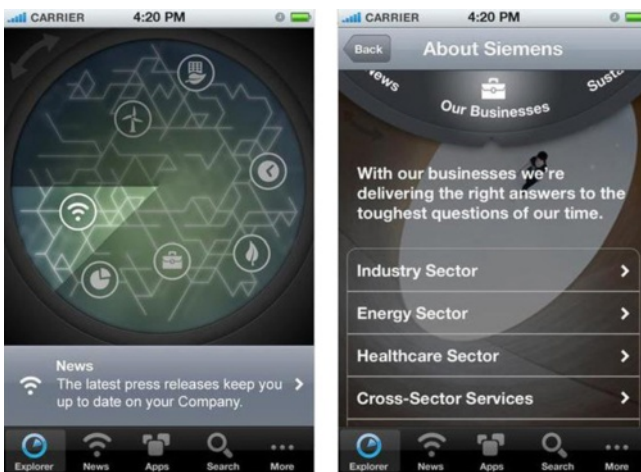 CARRIER 4:20 PM
News
The latest press releases keep you
up to date on your Company.
Explorer News Apps Search More
CARRIER 4:20 PM
Back About Siemens
News Our Businesses
With our businesses we're
delivering the right answers to the
toughest questions of our time.
Industry Sector
Energy Sector
Healthcare Sector
Cross-Sector Services
Explorer News Apps Search More